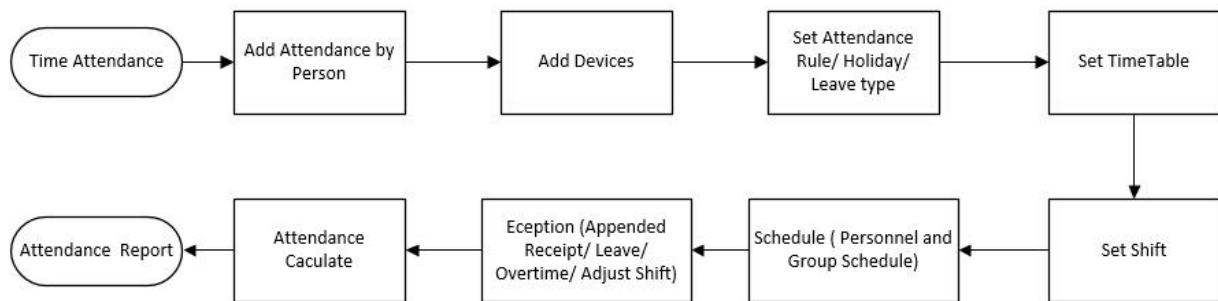 Time Attendance
Add Attendance by
Person
Add Devices
Set Attendance
Rule/ Holiday/
Leave type
Set TimeTable
Attendance Report
Attendance
Caculate
Eception (Appended
Receipt/ Leave/
Overtime/ Adjust Shift)
Schedule ( Personnel and
Group Schedule)
Set Shift